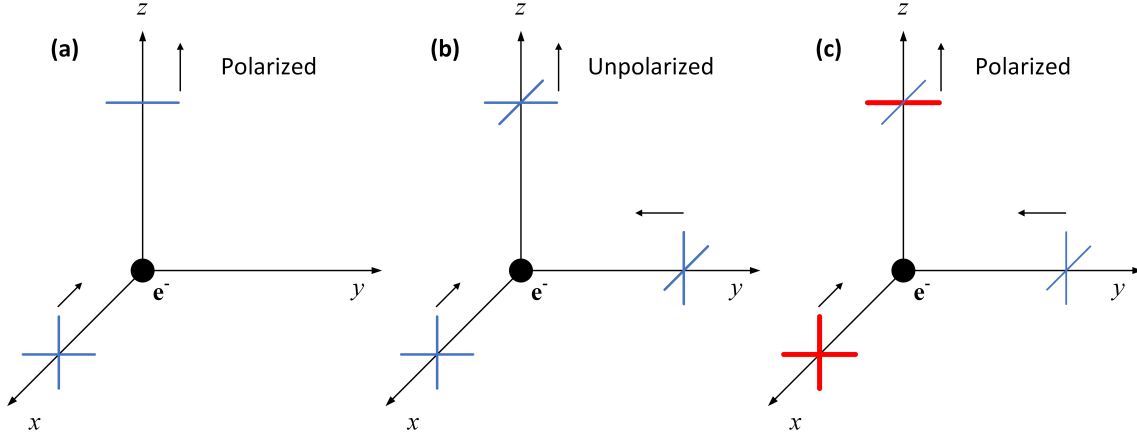 z
(a)
Polarized
e-
y
x
z
(b)
Unpolarized
e-
y
x
z
(c)
Polarized
e-
y
x